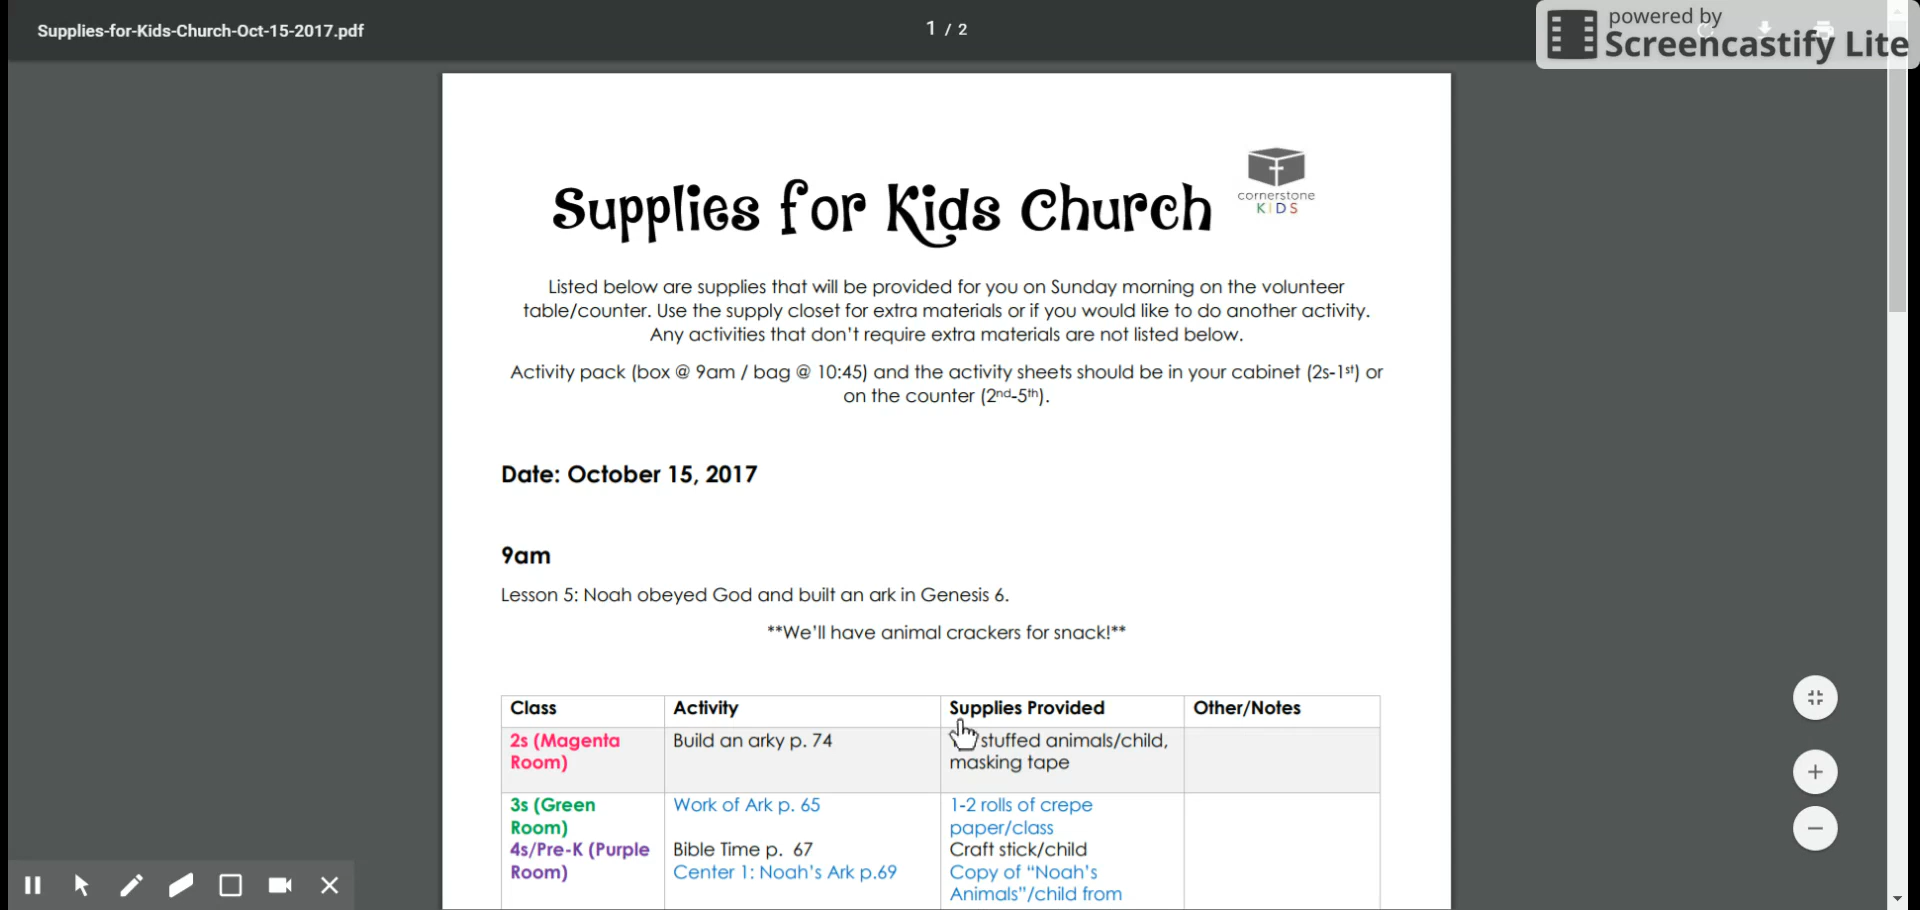 Supplies-for-Kids-Church-Oct-15-2017.pdf
1 / 2
powered by
Screencastify Lite
Supplies for Kids Church
cornerstone
KIDS
Listed below are supplies that will be provided for you on Sunday morning on the volunteer
table/counter. Use the supply closet for extra materials or if you would like to do another activity.
Any activities that don't require extra materials are not listed below.
Activity pack (box @ 9am / bag @ 10:45) and the activity sheets should be in your cabinet (2s-1st) or
on the counter (2nd-5th).
Date: October 15, 2017
9am
Lesson 5: Noah obeyed God and built an ark in Genesis 6.
**We'll have animal crackers for snack!**
Class Activity Supplies Provided Other/Notes
2s (Magenta Build an arky p. 74 stuffed animals/child,
Room) masking tape
3s (Green Work of Ark p. 65 1-2 rolls of crepe
Room) paper/class
4s/Pre-K (Purple Bible Time p. 67 Craft stick/child
Room) Center 1: Noah's Ark p.69 Copy of "Noah's
Animals"/child from